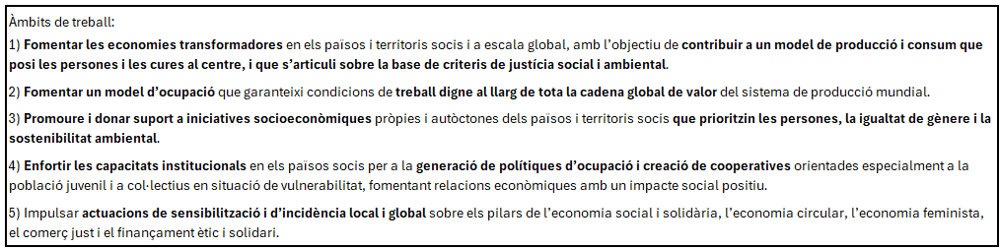 Àmbits de treball:
1) Fomentar les economies transformadores en els països i territoris socis i a escala global, amb l’objectiu de contribuir a un model de producció i consum que
posi les persones i les cures al centre, i que s’articuli sobre la base de criteris de justícia social i ambiental.
2) Fomentar un model d’ocupació que garanteixi condicions de treball digne al llarg de tota la cadena global de valor del sistema de producció mundial.
3) Promoure i donar suport a iniciatives socioeconòmiques pròpies i autòctones dels països i territoris socis que prioritzin les persones, la igualtat de gènere i la
sostenibilitat ambiental.
4) Enfortir les capacitats institucionals en els països socis per a la generació de polítiques d’ocupació i creació de cooperatives orientades especialment a la
població juvenil i a col·lectius en situació de vulnerabilitat, fomentant relacions econòmiques amb un impacte social positiu.
5) Impulsar actuacions de sensibilització i d’incidència local i global sobre els pilars de l’economia social i solidària, l’economia circular, l’economia feminista,
el comerç just i el finançament ètic i solidari.